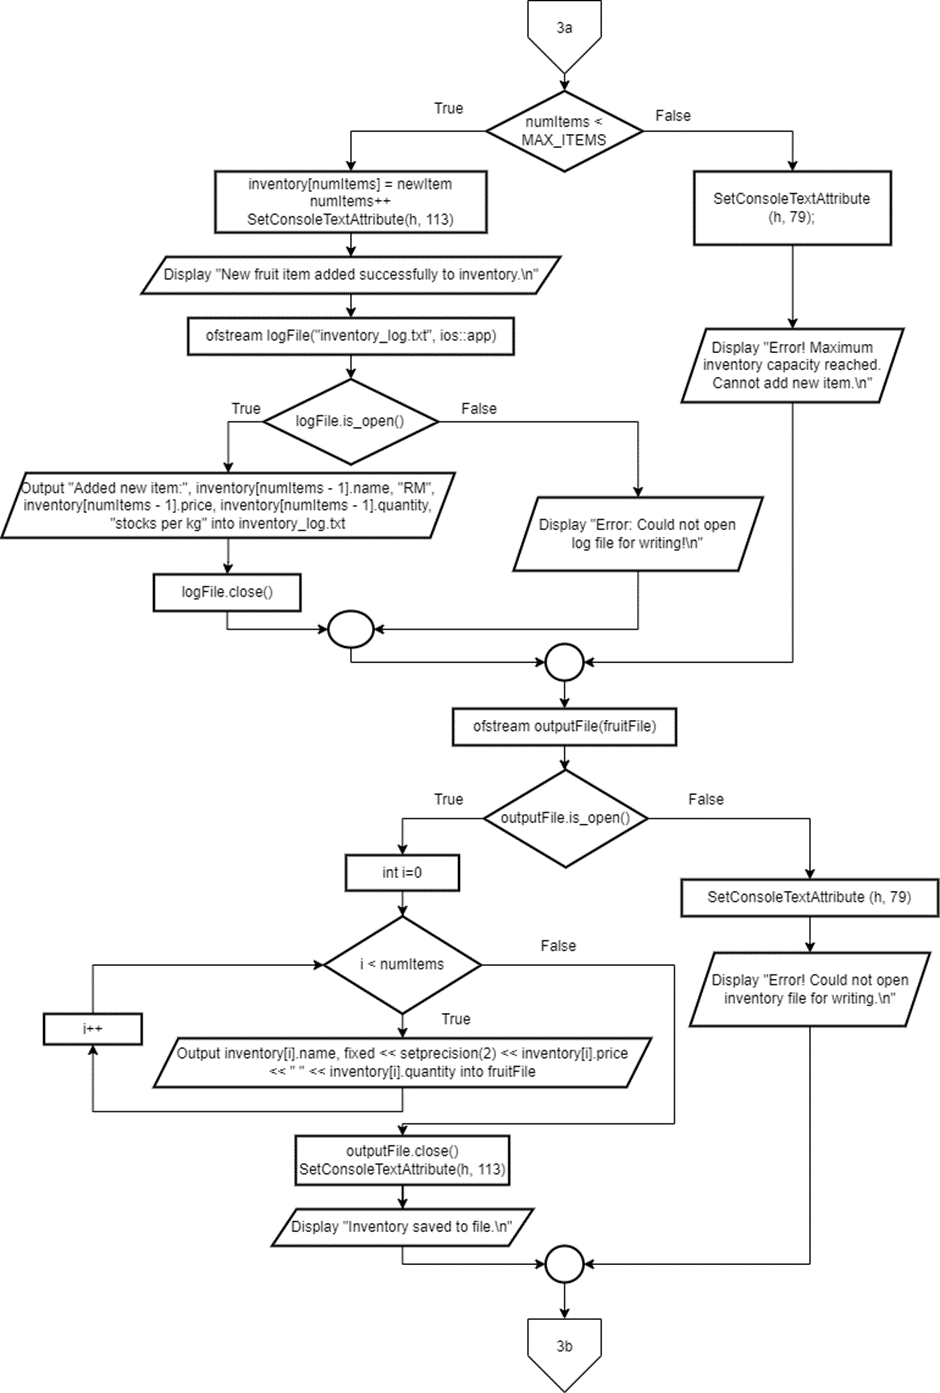 3a
True
False
numItems <
MAX_ITEMS
inventory[numItems] = newItem
numItems++
SetConsoleTextAttribute(h, 113)
SetConsoleTextAttribute
(h, 79);
Display "New fruit item added successfully to inventory.\n"
ofstream logFile("inventory_log.txt", ios::app)
Display "Error! Maximum
inventory capacity reached.
Cannot add new item.\n"
True
False
logFile.is_open()
Output "Added new item:", inventory[numItems - 1].name, "RM",
inventory[numItems - 1].price, inventory[numItems - 1].quantity,
"stocks per kg" into inventory_log.txt
Display "Error: Could not open
log file for writing!\n"
logFile.close()
ofstream outputFile(fruitFile)
True
False
outputFile.is_open()
int i=0
SetConsoleTextAttribute (h, 79)
i < numItems
False
Display "Error! Could not open
inventory file for writing.\n"
True
i++
Output inventory[i].name, fixed << setprecision(2) << inventory[i].price
<< " " << inventory[i].quantity into fruitFile
outputFile.close()
SetConsoleTextAttribute(h, 113)
Display "Inventory saved to file.\n"
3b